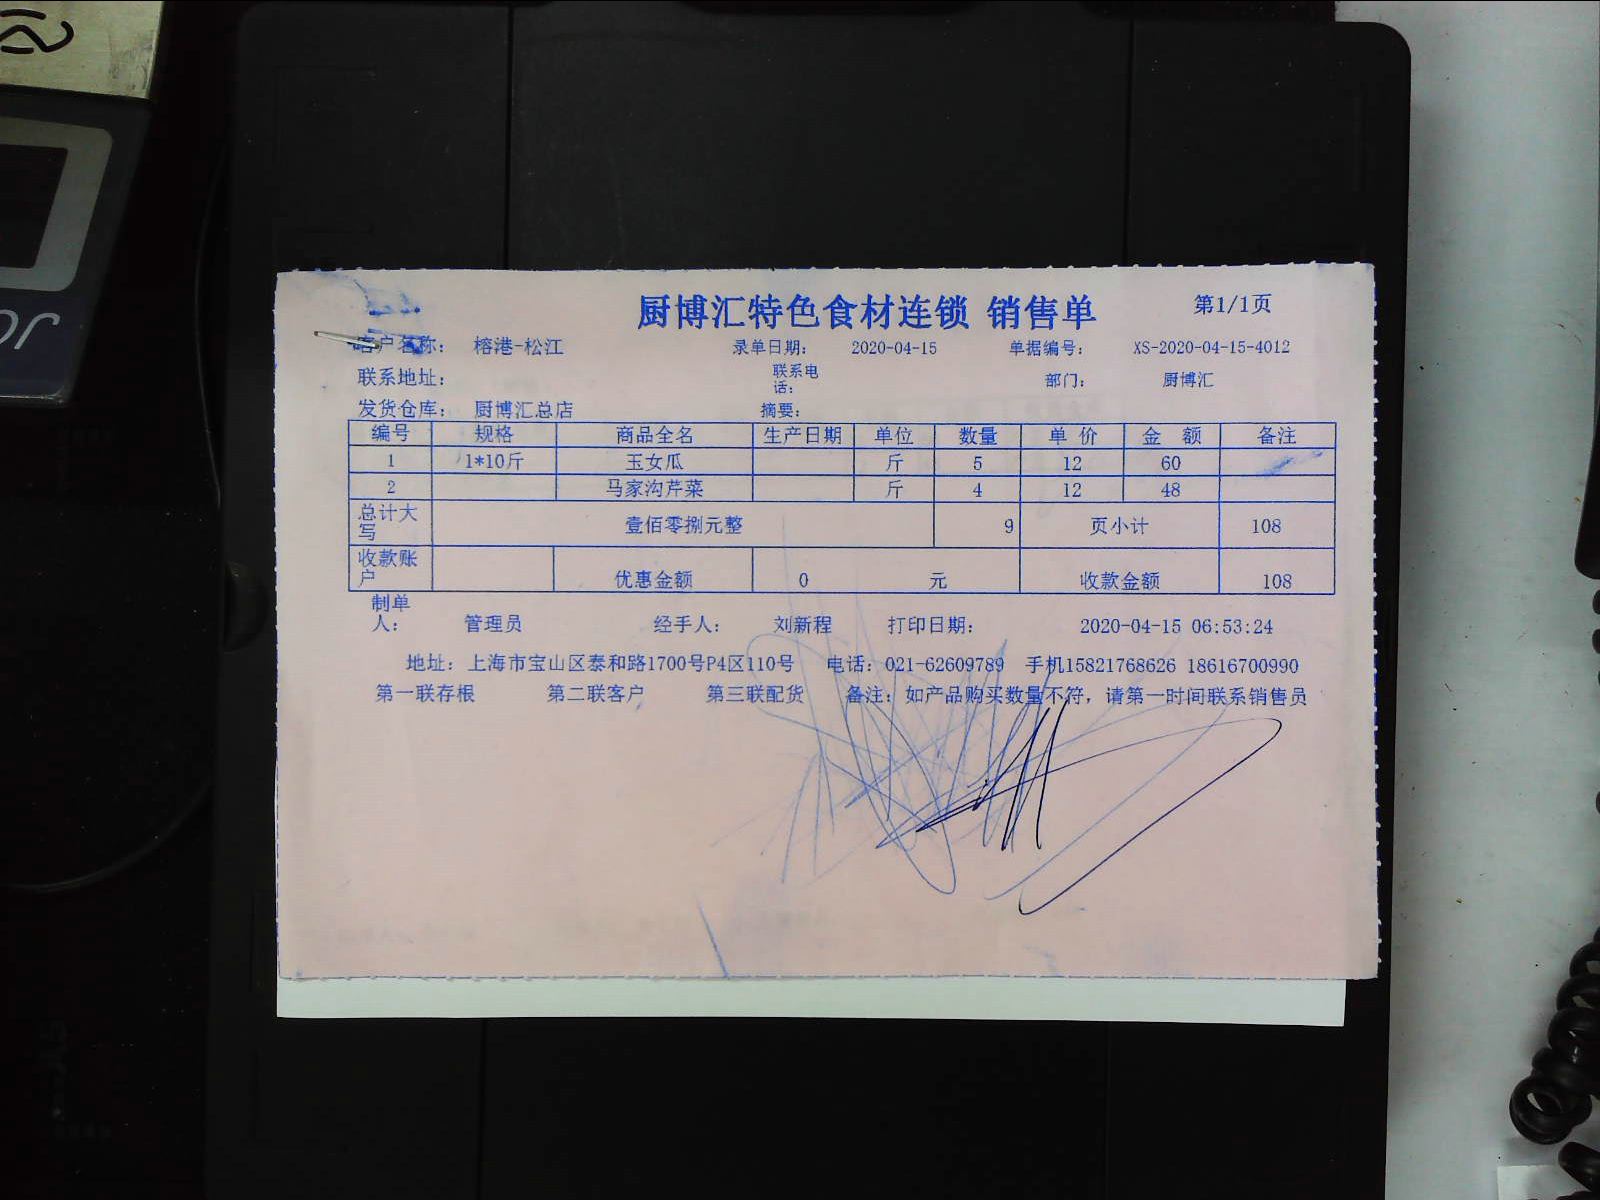 厨博汇特色食材连锁 销售单 第1/1页
客户名称： 榕港-松江 录单日期： 2020-04-15 单据编号： XS-2020-04-15-4012
联系地址： 联系电话： 部门： 厨博汇
发货仓库： 厨博汇总店 摘要：
编号 规格 商品全名 生产日期 单位 数量 单 价 金 额 备注
1 1*10斤 玉女瓜 斤 5 12 60
2 马家沟芹菜 斤 4 12 48
总计大写 壹佰零捌元整 9 页小计 108
收款账户 优惠金额 0 元 收款金额 108
制单人： 管理员 经手人： 刘新程 打印日期： 2020-04-15 06:53:24
地址：上海市宝山区泰和路1700号P4区110号 电话：021-62609789 手机15821768626 18616700990
第一联存根 第二联客户 第三联配货 备注：如产品购买数量不符，请第一时间联系销售员